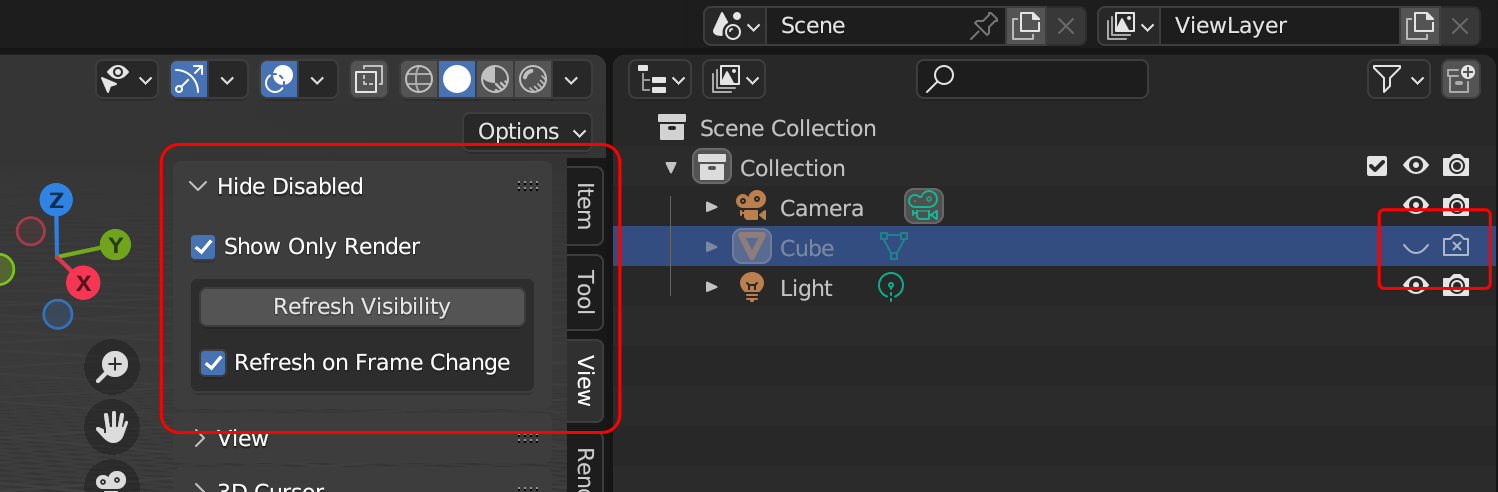 Scene
ViewLayer
Options
Scene Collection
Collection
Camera
Cube
Light
Hide Disabled
Show Only Render
Refresh Visibility
Refresh on Frame Change
View
3D Cursor
Item
Tool
View
Z
Y
X